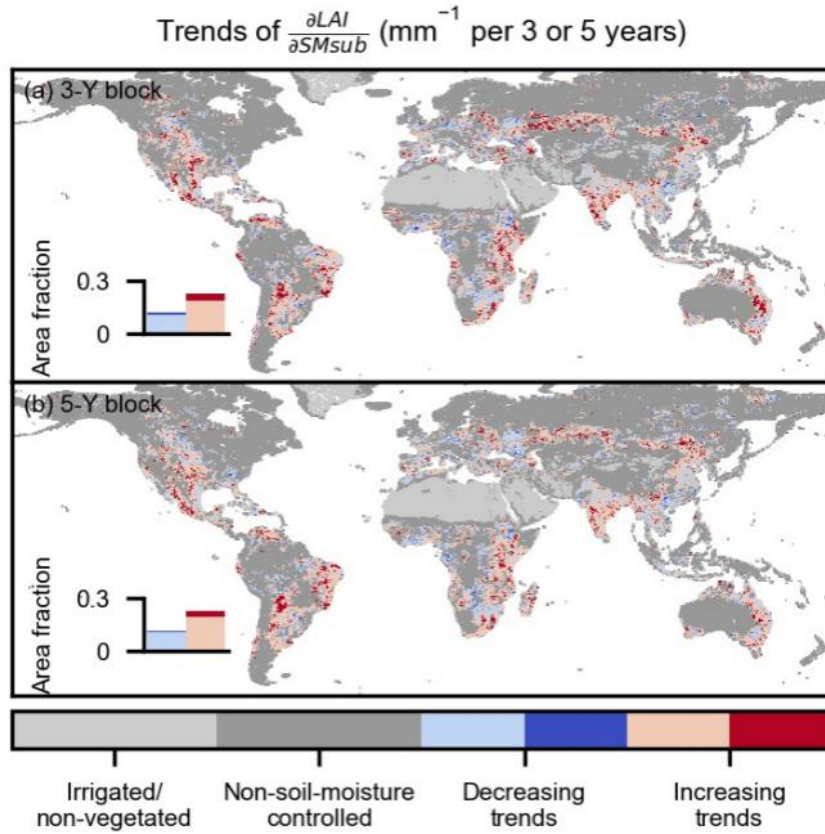 Trends of ∂LAI/∂SMsub (mm⁻¹ per 3 or 5 years)
(a) 3-Y block
Area fraction
0.3
0
(b) 5-Y block
Area fraction
0.3
0
Irrigated/
non-vegetated
Non-soil-moisture
controlled
Decreasing
trends
Increasing
trends